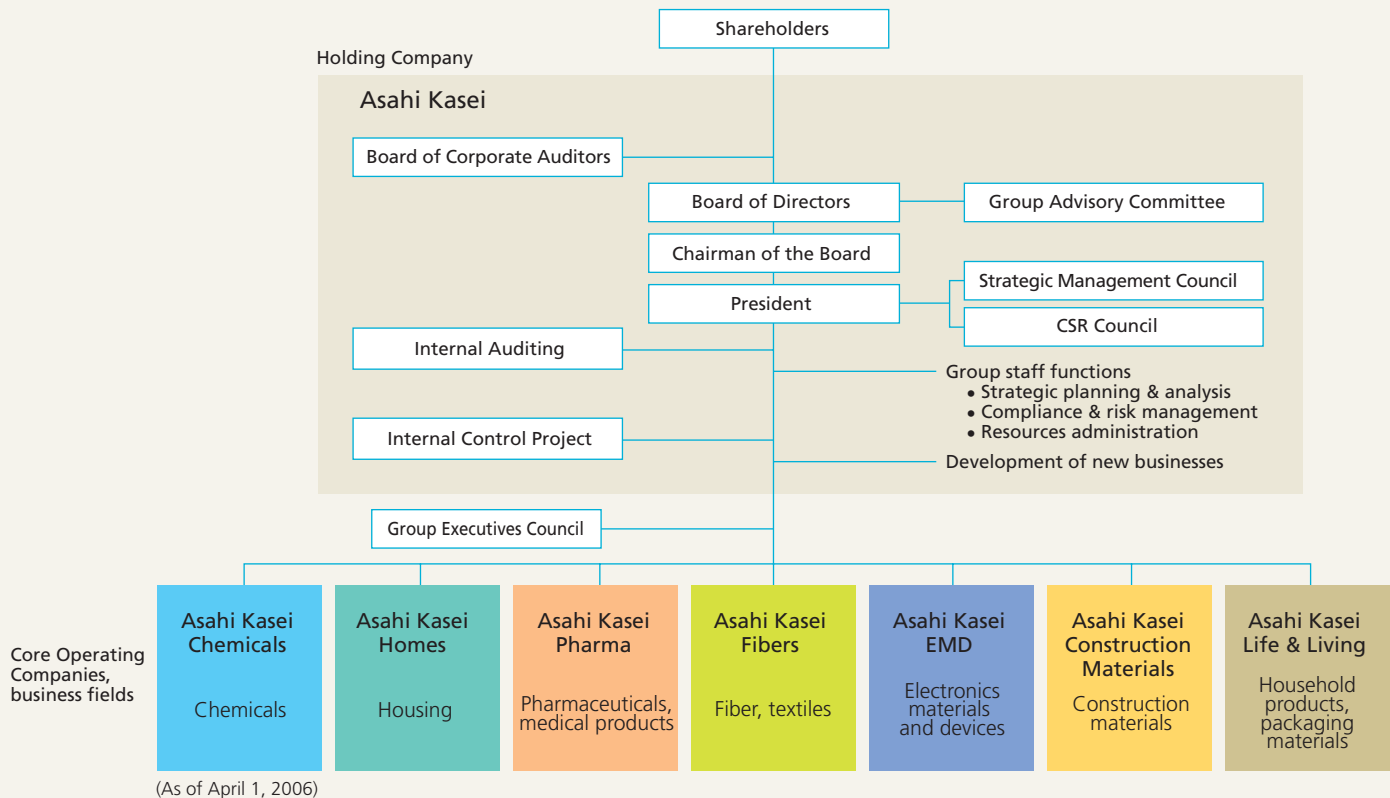 Shareholders
Holding Company
Asahi Kasei
Board of Corporate Auditors
Board of Directors
Group Advisory Committee
Chairman of the Board
Strategic Management Council
President
CSR Council
Internal Auditing
Group staff functions
• Strategic planning & analysis
• Compliance & risk management
• Resources administration
Internal Control Project
Development of new businesses
Group Executives Council
Core Operating
Companies,
business fields
Asahi Kasei
Chemicals
Chemicals
Asahi Kasei
Homes
Housing
Asahi Kasei
Pharma
Pharmaceuticals,
medical products
Asahi Kasei
Fibers
Fiber, textiles
Asahi Kasei
EMD
Electronics
materials
and devices
Asahi Kasei
Construction
Materials
Construction
materials
Asahi Kasei
Life & Living
Household
products,
packaging
materials
(As of April 1, 2006)